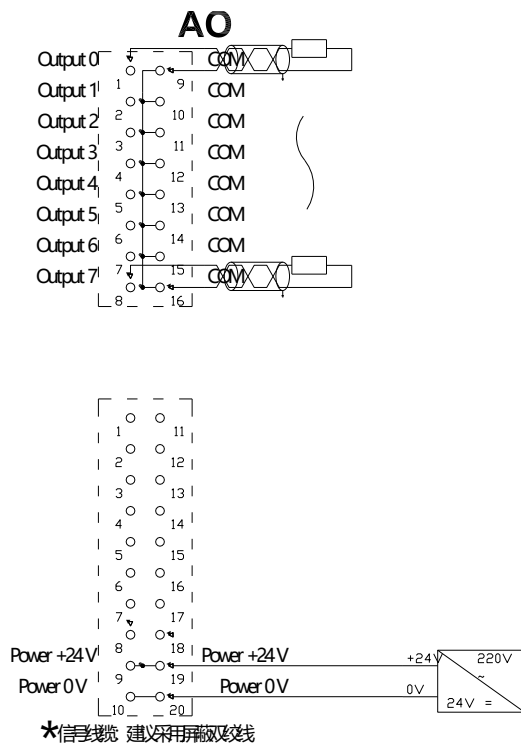 AO
Output 0 COM
1 9
Output 1 COM
2 10
Output 2 COM
3 11
Output 3 COM
4 12
Output 4 COM
5 13
Output 5 COM
6 14
Output 6 COM
7 15
Output 7 COM
8 16
1 11
2 12
3 13
4 14
5 15
6 16
7 17
8 18
Power +24V Power +24V +24V 220V
9 19 ~
Power 0V Power 0V 0V 24V =
10 20
*信号线缆: 建议采用屏蔽双绞线